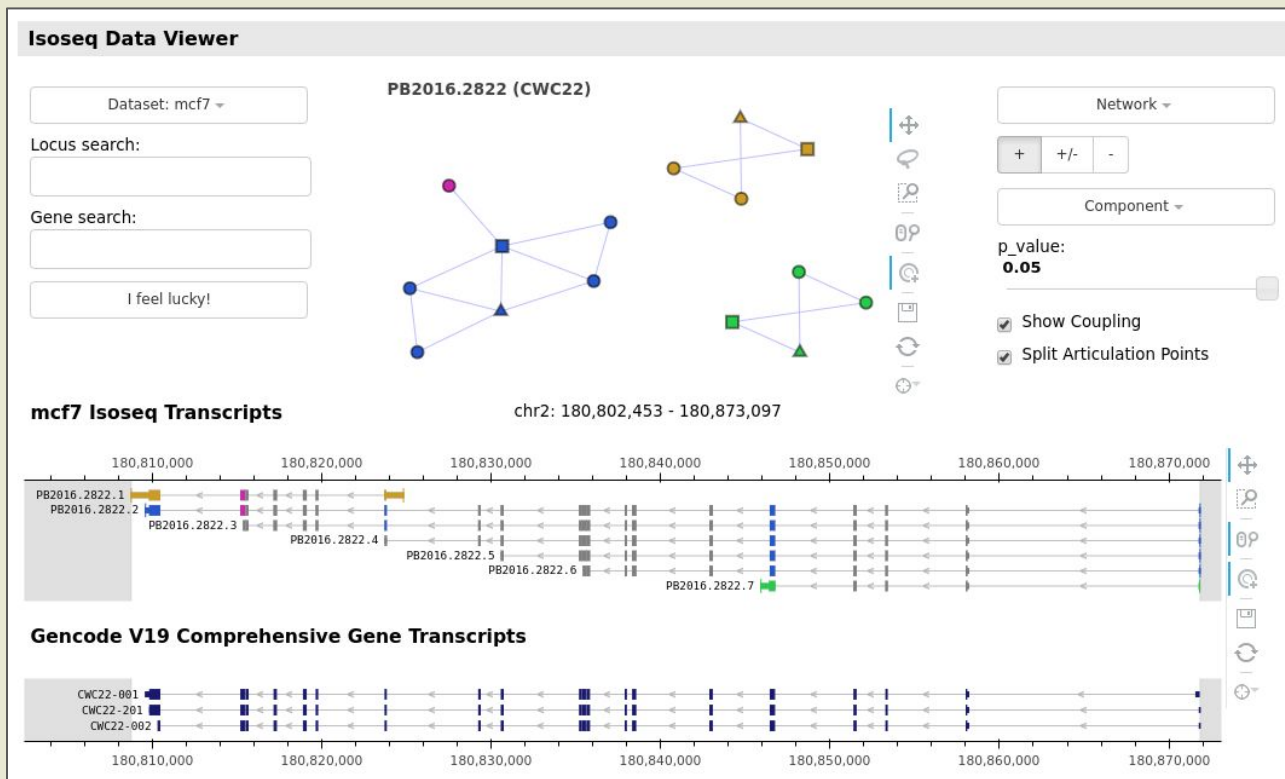 Isoseq Data Viewer
Dataset: mcf7
Locus search:
Gene search:
I feel lucky!
PB2016.2822 (CWC22)
Network
+ +/- -
Component
p_value:
0.05
Show Coupling
Split Articulation Points
mcf7 Isoseq Transcripts
chr2: 180,802,453 - 180,873,097
180,810,000 180,820,000 180,830,000 180,840,000 180,850,000 180,860,000 180,870,000
PB2016.2822.1
PB2016.2822.2
PB2016.2822.3
PB2016.2822.4
PB2016.2822.5
PB2016.2822.6
PB2016.2822.7
Gencode V19 Comprehensive Gene Transcripts
CWC22-001
CWC22-201
CWC22-002
180,810,000 180,820,000 180,830,000 180,840,000 180,850,000 180,860,000 180,870,000